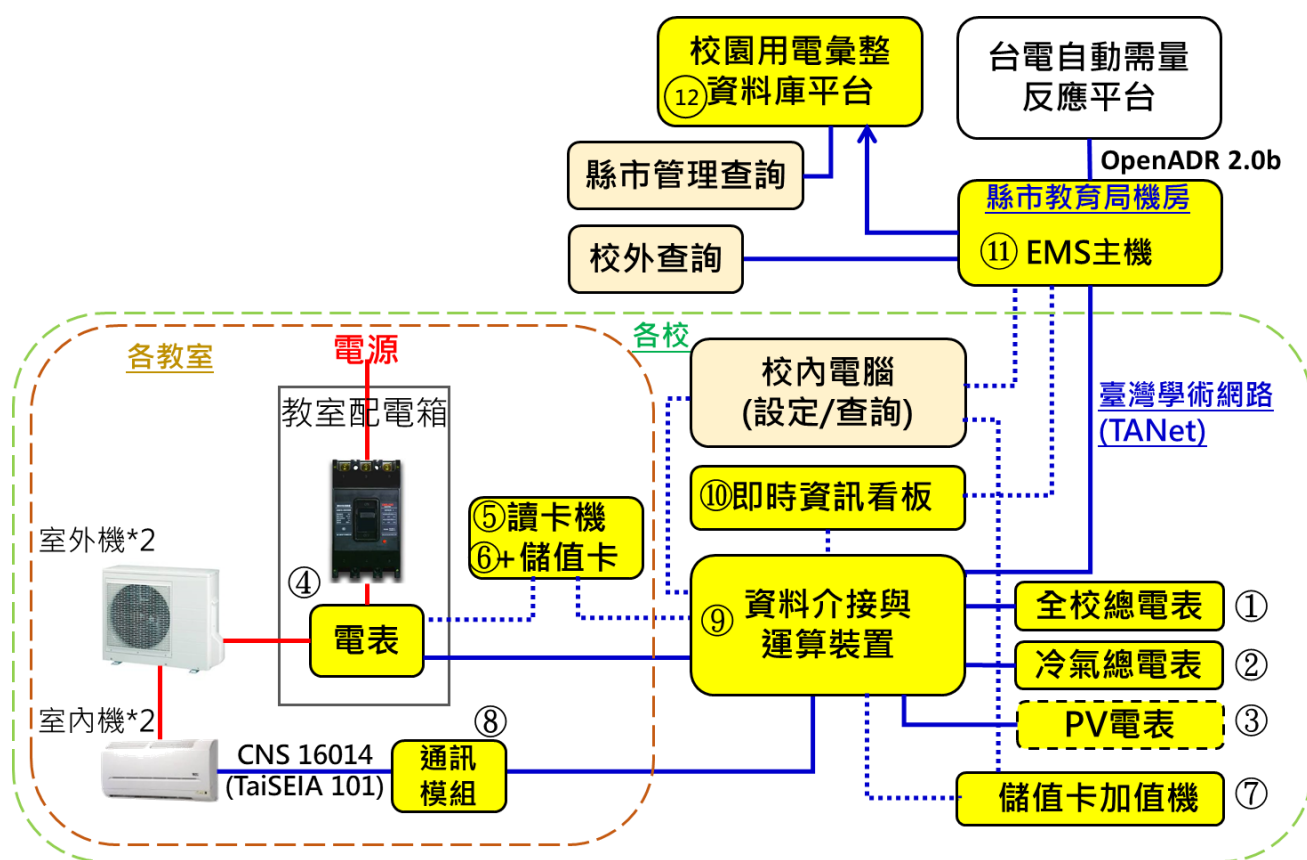 校園用電彙整
⑫資料庫平台
台電自動需量
反應平台
OpenADR 2.0b
縣市管理查詢
縣市教育局機房
⑪ EMS主機
校外查詢
各校
各教室
電源
教室配電箱
校內電腦
(設定/查詢)
臺灣學術網路
(TANet)
⑩即時資訊看板
⑤讀卡機
⑥+儲值卡
室外機*2
④
電表
⑨
資料介接與
運算裝置
全校總電表 ①
冷氣總電表 ②
PV電表 ③
儲值卡加值機 ⑦
室內機*2
CNS 16014
(TaiSEIA 101)
⑧
通訊
模組